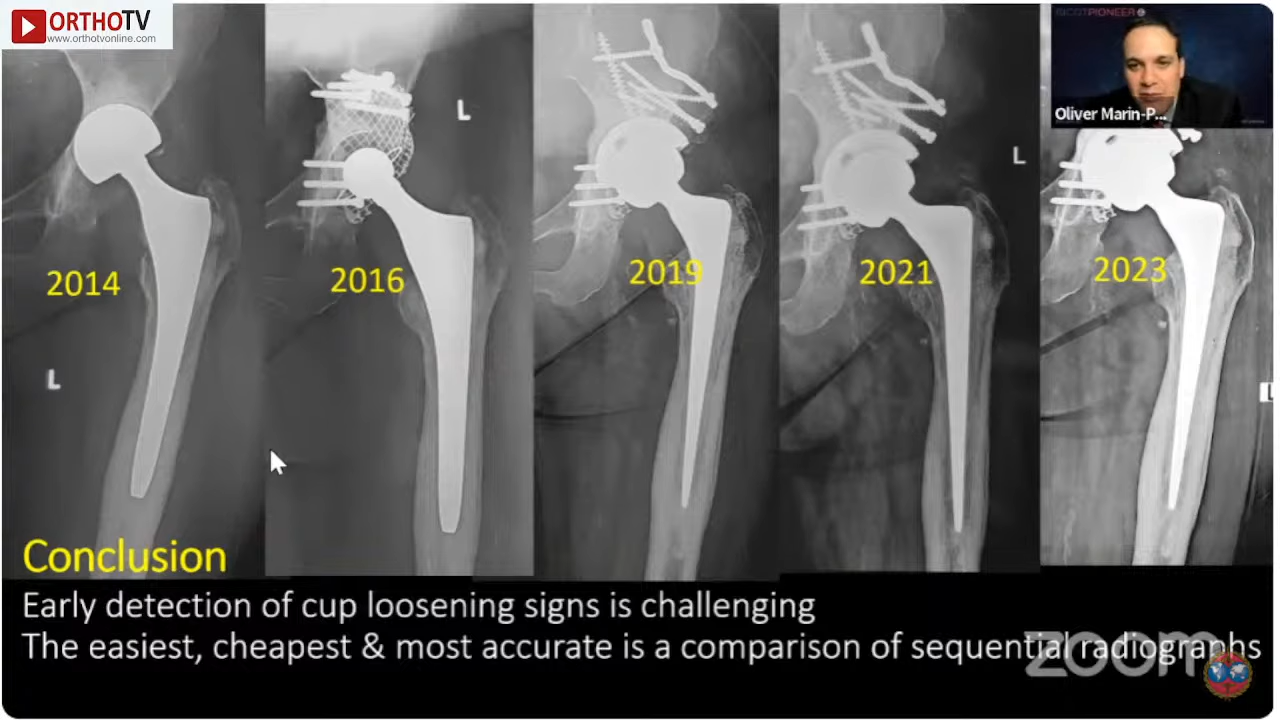 ORTHOTV
www.orthotvonline.com
L
L
L
L
Oliver Marin-P...
2014
2016
2019
2021
2023
Conclusion
Early detection of cup loosening signs is challenging
The easiest, cheapest & most accurate is a comparison of sequential radiographs
zoom